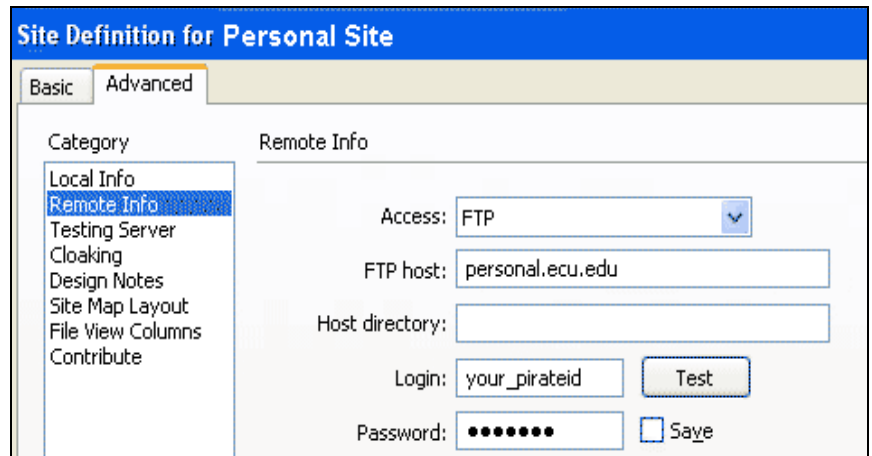 Site Definition for Personal Site
Basic Advanced
Category
Local Info
Remote Info
Testing Server
Cloaking
Design Notes
Site Map Layout
File View Columns
Contribute
Remote Info
Access: FTP
FTP host: personal.ecu.edu
Host directory:
Login: your_pirateid Test
Password: ●●●●●●● Save